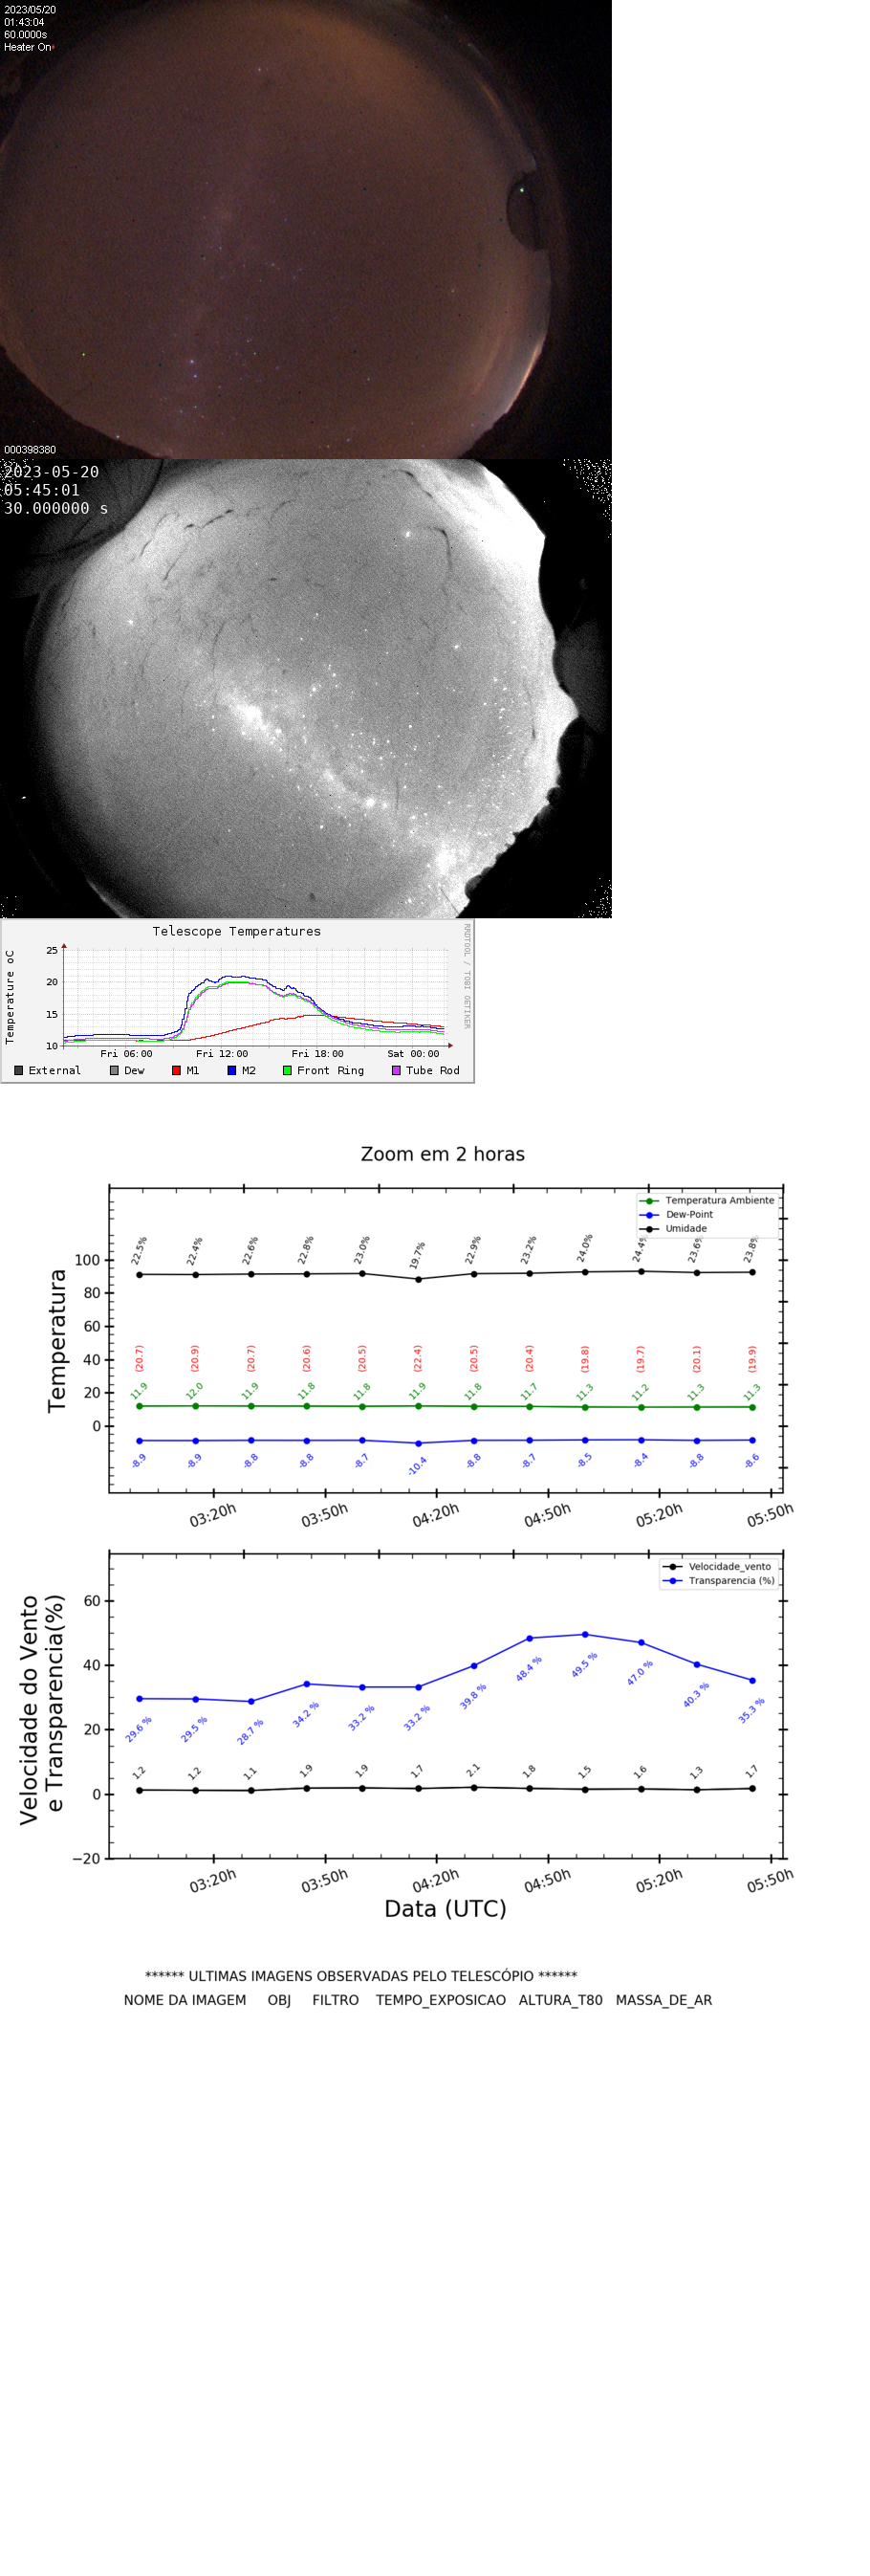 2023/05/20
01:43:04
60.0000s
Heater On
000398380
2023-05-20
05:45:01
30.000000 s
Telescope Temperatures
Temperature oC
25
20
15
10
Fri 06:00 Fri 12:00 Fri 18:00 Sat 00:00
External Dew M1 M2 Front Ring Tube Rod
RRDTOOL / TOBI OETIKER
Zoom em 2 horas
Temperatura Ambiente
Dew-Point
Umidade
Temperatura
100
80
60
40
20
0
22.5% 22.4% 22.6% 22.8% 23.0% 19.7% 22.9% 23.2% 24.0% 24.4% 23.6% 23.8%
(20.7) (20.9) (20.7) (20.6) (20.5) (22.4) (20.5) (20.4) (19.8) (19.7) (20.1) (19.9)
11.9 12.0 11.9 11.8 11.8 11.9 11.8 11.7 11.3 11.2 11.3 11.3
-8.9 -8.9 -8.8 -8.8 -8.7 -10.4 -8.8 -8.7 -8.5 -8.4 -8.8 -8.6
03:20h 03:50h 04:20h 04:50h 05:20h 05:50h
Velocidade_vento
Transparencia (%)
Velocidade do Vento
e Transparencia(%)
60
40
20
0
−20
29.6 % 29.5 % 28.7 % 34.2 % 33.2 % 33.2 % 39.8 % 48.4 % 49.5 % 47.0 % 40.3 % 35.3 %
1.2 1.2 1.1 1.9 1.9 1.7 2.1 1.8 1.5 1.6 1.3 1.7
03:20h 03:50h 04:20h 04:50h 05:20h 05:50h
Data (UTC)
****** ULTIMAS IMAGENS OBSERVADAS PELO TELESCÓPIO ******
NOME DA IMAGEM OBJ FILTRO TEMPO_EXPOSICAO ALTURA_T80 MASSA_DE_AR